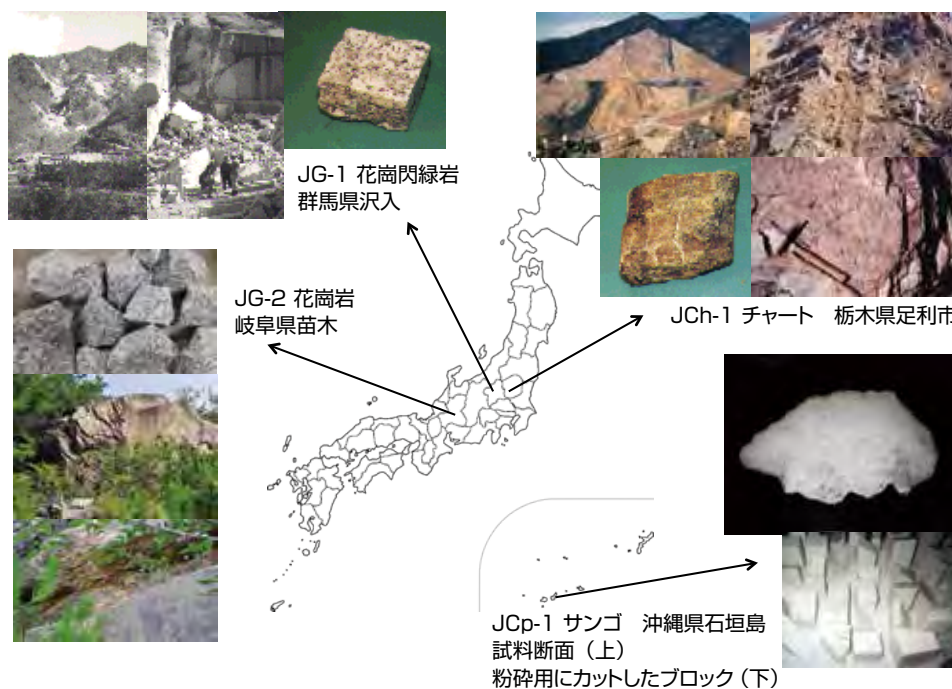 JG-1 花崗閃緑岩
群馬県沢入
JG-2 花崗岩
岐阜県苗木
JCh-1 チャート　栃木県足利市
JCp-1 サンゴ　沖縄県石垣島
試料断面（上）
粉砕用にカットしたブロック（下）